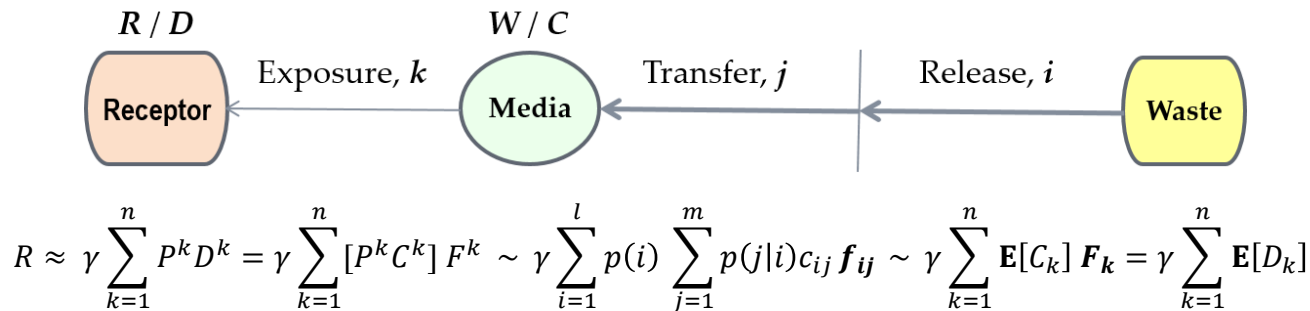 R / D W / C
Exposure, k Transfer, j Release, i
Receptor Media Waste
R ≈ γ ∑_{k=1}^{n} P^k D^k = γ ∑_{k=1}^{n} [P^k C^k] F^k ~ γ ∑_{i=1}^{l} p(i) ∑_{j=1}^{m} p(j|i)c_{ij} f_{ij} ~ γ ∑_{k=1}^{n} E[C_k] F_k = γ ∑_{k=1}^{n} E[D_k]